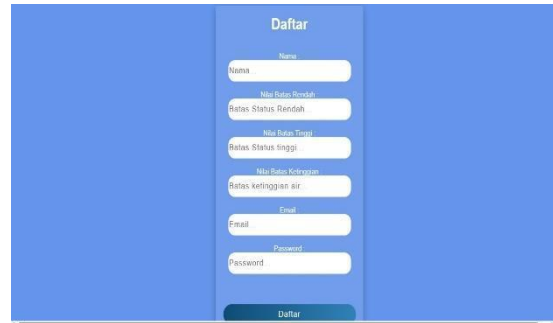 Daftar
Nama
Nama
Nilai Batas Rendah
Batas Status Rendah
Nilai Batas Tinggi
Batas Status tinggi
Nilai Batas Ketinggian
Batas ketinggian air
Email
Email
Password
Password
Daftar